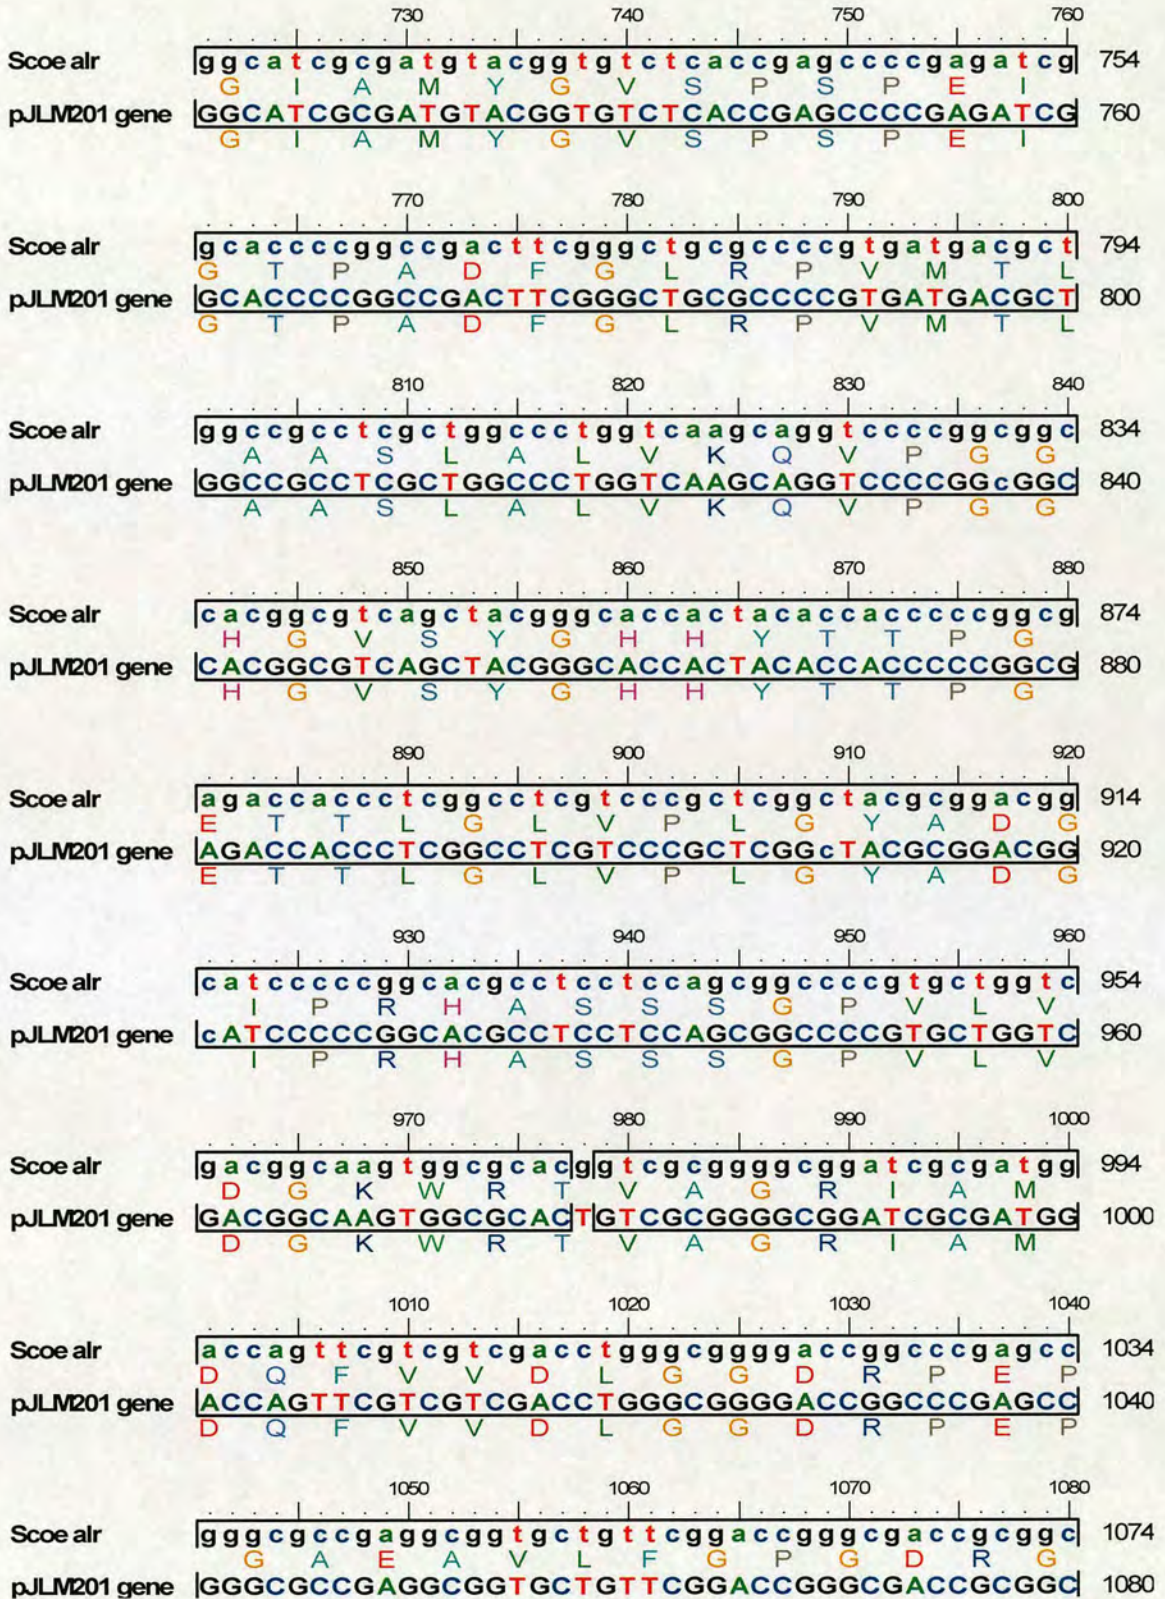 730 740 750 760
Scoe alr ggcatcgcgatgtacggtgtctcaccgagccccgagatcg 754
G I A M Y G V S P S P E I
pJLM201 gene GGCATCGCGATGTACGGTGTCTCACCGAGCCCCGAGATCG 760
G I A M Y G V S P S P E I
770 780 790 800
Scoe alr gcaccccggccgacttcgggctgcgccccgtgatgacgct 794
G T P A D F G L R P V M T L
pJLM201 gene GCACCCCGGCCGACTTCGGGCTGCGCCCCGTGATGACGCT 800
G T P A D F G L R P V M T L
810 820 830 840
Scoe alr ggccgcctcgctggccctggtcaagcaggtccccggcggc 834
A A S L A L V K Q V P G G
pJLM201 gene GGCCGCCTCGCTGGCCCTGGTCAAGCAGGTCCCCGGcGGC 840
A A S L A L V K Q V P G G
850 860 870 880
Scoe alr cacggcgtcagctacgggcaccactacaccacccccggcg 874
H G V S Y G H H Y T T P G
pJLM201 gene CACGGCGTCAGCTACGGGCACCACTACACCACCCCCGGCG 880
H G V S Y G H H Y T T P G
890 900 910 920
Scoe alr agaccaccctcggcctcgtcccgctcggctacgcggacgg 914
E T T L G L V P L G Y A D G
pJLM201 gene AGACCACCCTCGGCCTCGTCCCGCTCGGcTACGCGGACGG 920
E T T L G L V P L G Y A D G
930 940 950 960
Scoe alr catcccccggcacgcctcctccagcggccccgtgctggtc 954
I P R H A S S S G P V L V
pJLM201 gene cATCCCCCGGCACGCCTCCTCCAGCGGCCCCGTGCTGGTC 960
I P R H A S S S G P V L V
970 980 990 1000
Scoe alr gacggcaagtggcgcacggtcgcggggcggatcgcgatgg 994
D G K W R T V A G R I A M
pJLM201 gene GACGGCAAGTGGCGCACTGTCGCGGGGCGGATCGCGATGG 1000
D G K W R T V A G R I A M
1010 1020 1030 1040
Scoe alr accagttcgtcgtcgacctgggcggggaccggcccgagcc 1034
D Q F V V D L G G D R P E P
pJLM201 gene ACCAGTTCGTCGTCGACCTGGGCGGGGACCGGCCCGAGCC 1040
D Q F V V D L G G D R P E P
1050 1060 1070 1080
Scoe alr gggcgccgaggcggtgctgttcggaccgggcgaccgcggc 1074
G A E A V L F G P G D R G
pJLM201 gene GGGCGCCGAGGCGGTGCTGTTCGGACCGGGCGACCGCGGC 1080